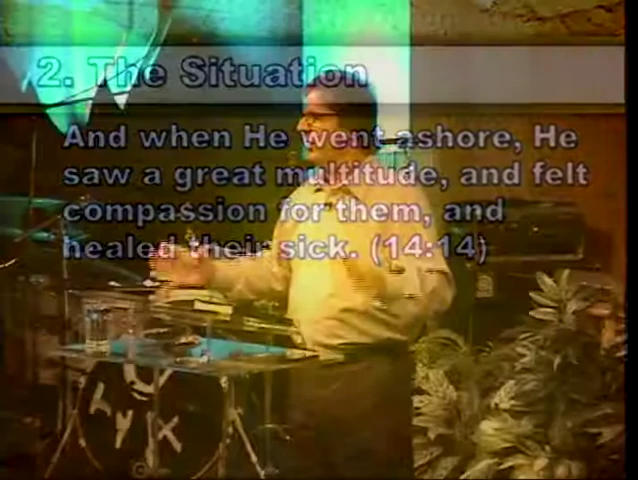 2. The Situation
And when He went ashore, He
saw a great multitude, and felt
compassion for them, and
healed their sick. (14:14)